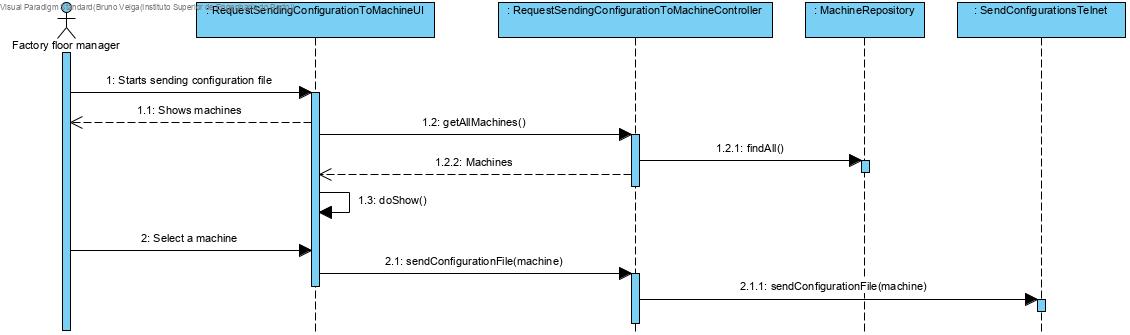 Visual Paradigm Standard(Bruno Veiga(Instituto Superior de
: RequestSendingConfigurationToMachineUI
: RequestSendingConfigurationToMachineController
: MachineRepository
: SendConfigurationsTelnet
Factory floor manager
1: Starts sending configuration file
1.1: Shows machines
1.2: getAllMachines()
1.2.1: findAll()
1.2.2: Machines
1.3: doShow()
2: Select a machine
2.1: sendConfigurationFile(machine)
2.1.1: sendConfigurationFile(machine)